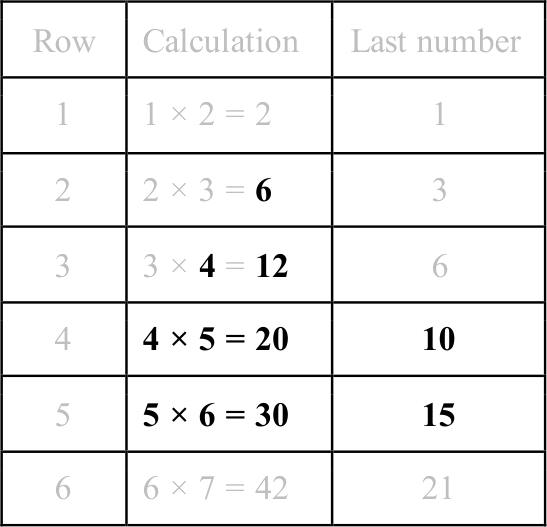 Row Calculation Last number
1 1 × 2 = 2 1
2 2 × 3 = 6 3
3 3 × 4 = 12 6
4 4 × 5 = 20 10
5 5 × 6 = 30 15
6 6 × 7 = 42 21